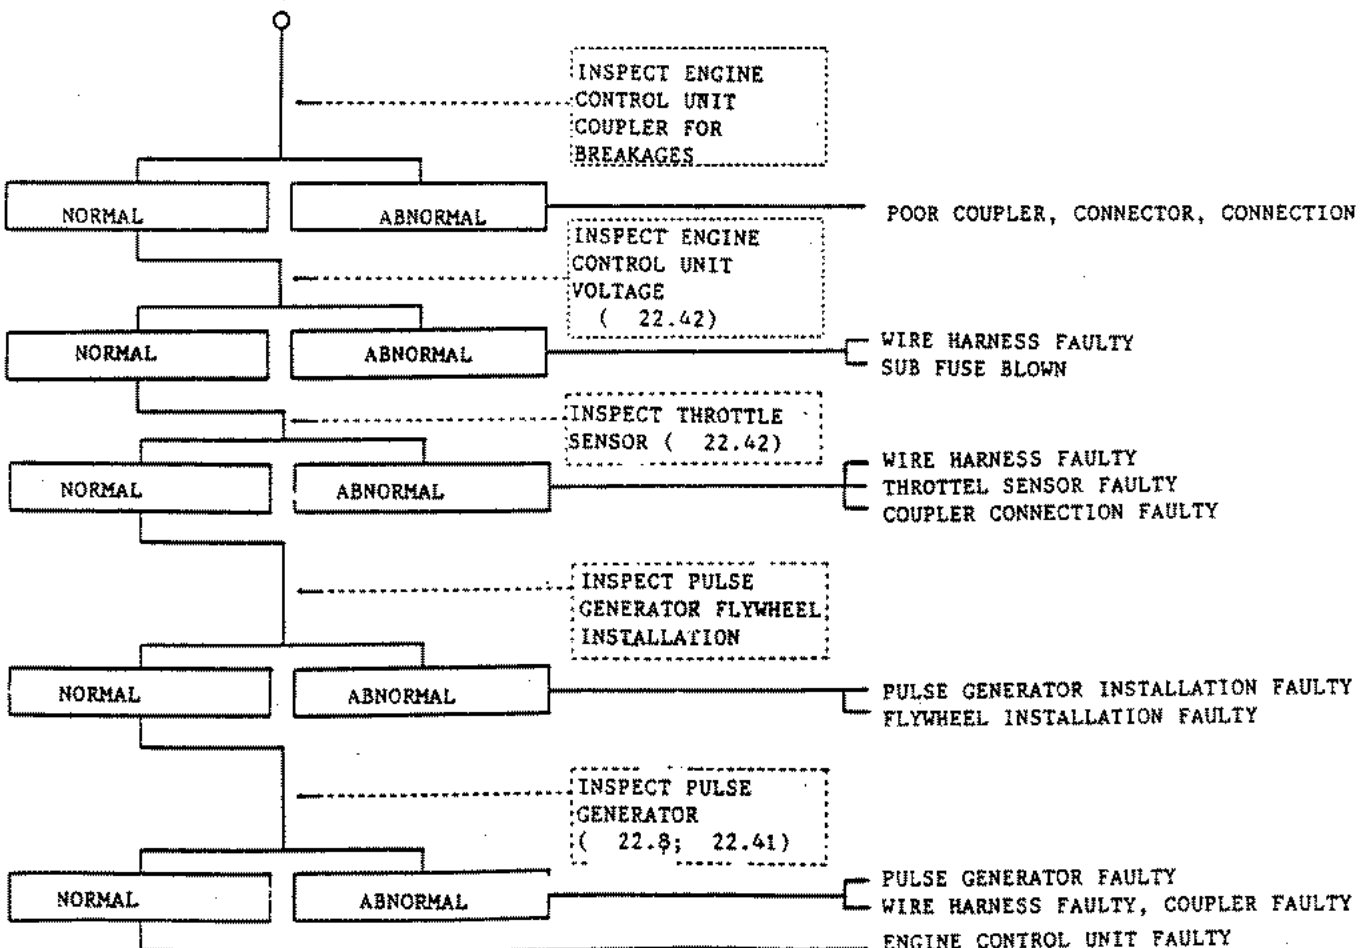 INSPECT ENGINE
CONTROL UNIT
COUPLER FOR
BREAKAGES
NORMAL
ABNORMAL
POOR COUPLER, CONNECTOR, CONNECTION
INSPECT ENGINE
CONTROL UNIT
VOLTAGE
( 22.42)
NORMAL
ABNORMAL
WIRE HARNESS FAULTY
SUB FUSE BLOWN
INSPECT THROTTLE
SENSOR ( 22.42)
NORMAL
ABNORMAL
WIRE HARNESS FAULTY
THROTTEL SENSOR FAULTY
COUPLER CONNECTION FAULTY
INSPECT PULSE
GENERATOR FLYWHEEL
INSTALLATION
NORMAL
ABNORMAL
PULSE GENERATOR INSTALLATION FAULTY
FLYWHEEL INSTALLATION FAULTY
INSPECT PULSE
GENERATOR
( 22.8; 22.41)
NORMAL
ABNORMAL
PULSE GENERATOR FAULTY
WIRE HARNESS FAULTY, COUPLER FAULTY
ENGINE CONTROL UNIT FAULTY